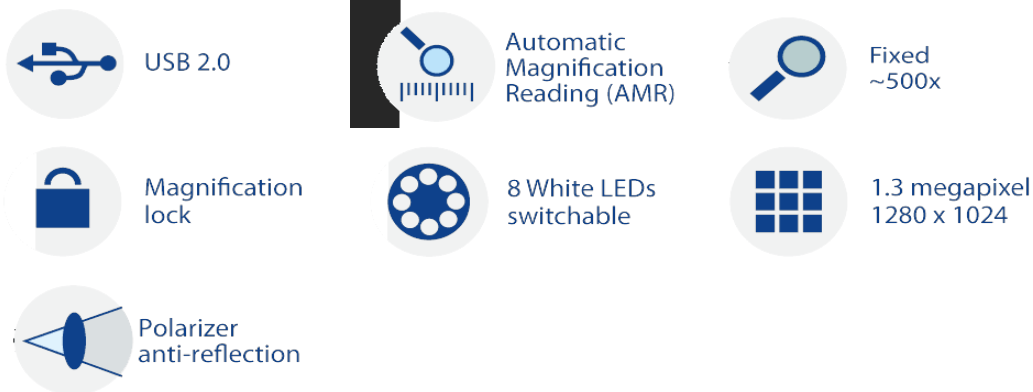 USB 2.0
Automatic
Magnification
Reading (AMR)
Fixed
~500x
Magnification
lock
8 White LEDs
switchable
1.3 megapixel
1280 x 1024
Polarizer
anti-reflection